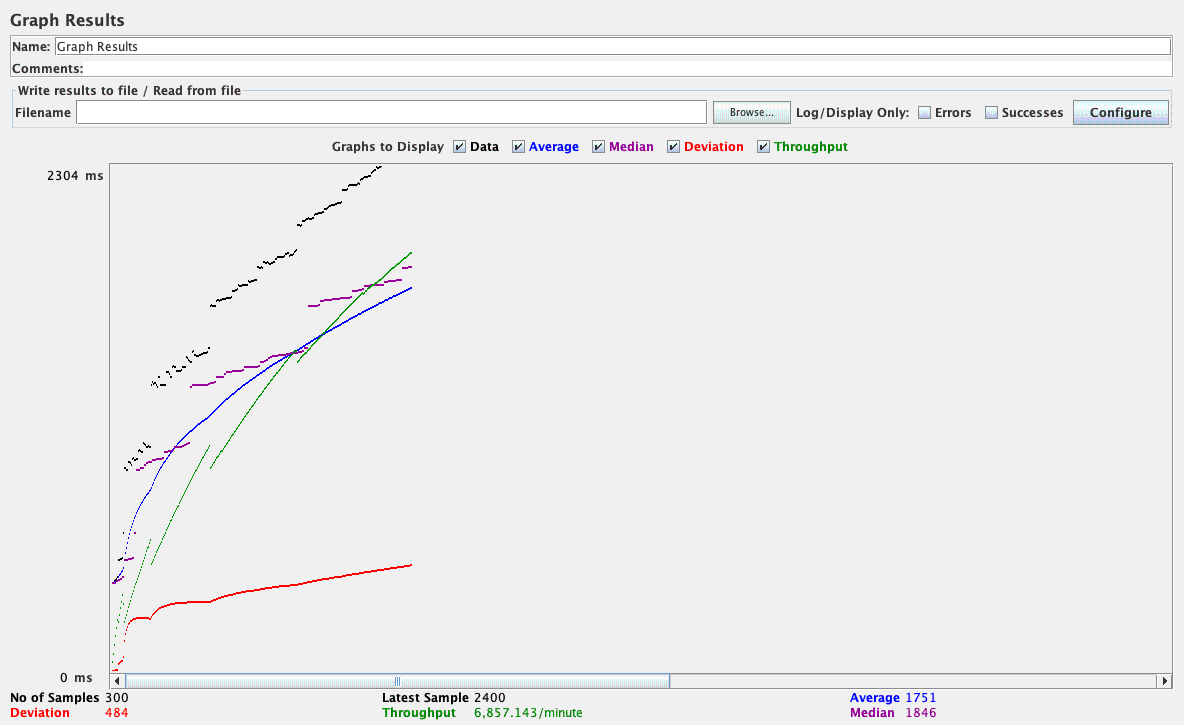 Graph Results
Name: Graph Results
Comments:
Write results to file / Read from file
Filename Browse... Log/Display Only: Errors Successes Configure
Graphs to Display Data Average Median Deviation Throughput
2304 ms
0 ms
No of Samples 300 Latest Sample 2400 Average 1751
Deviation 484 Throughput 6,857.143/minute Median 1846